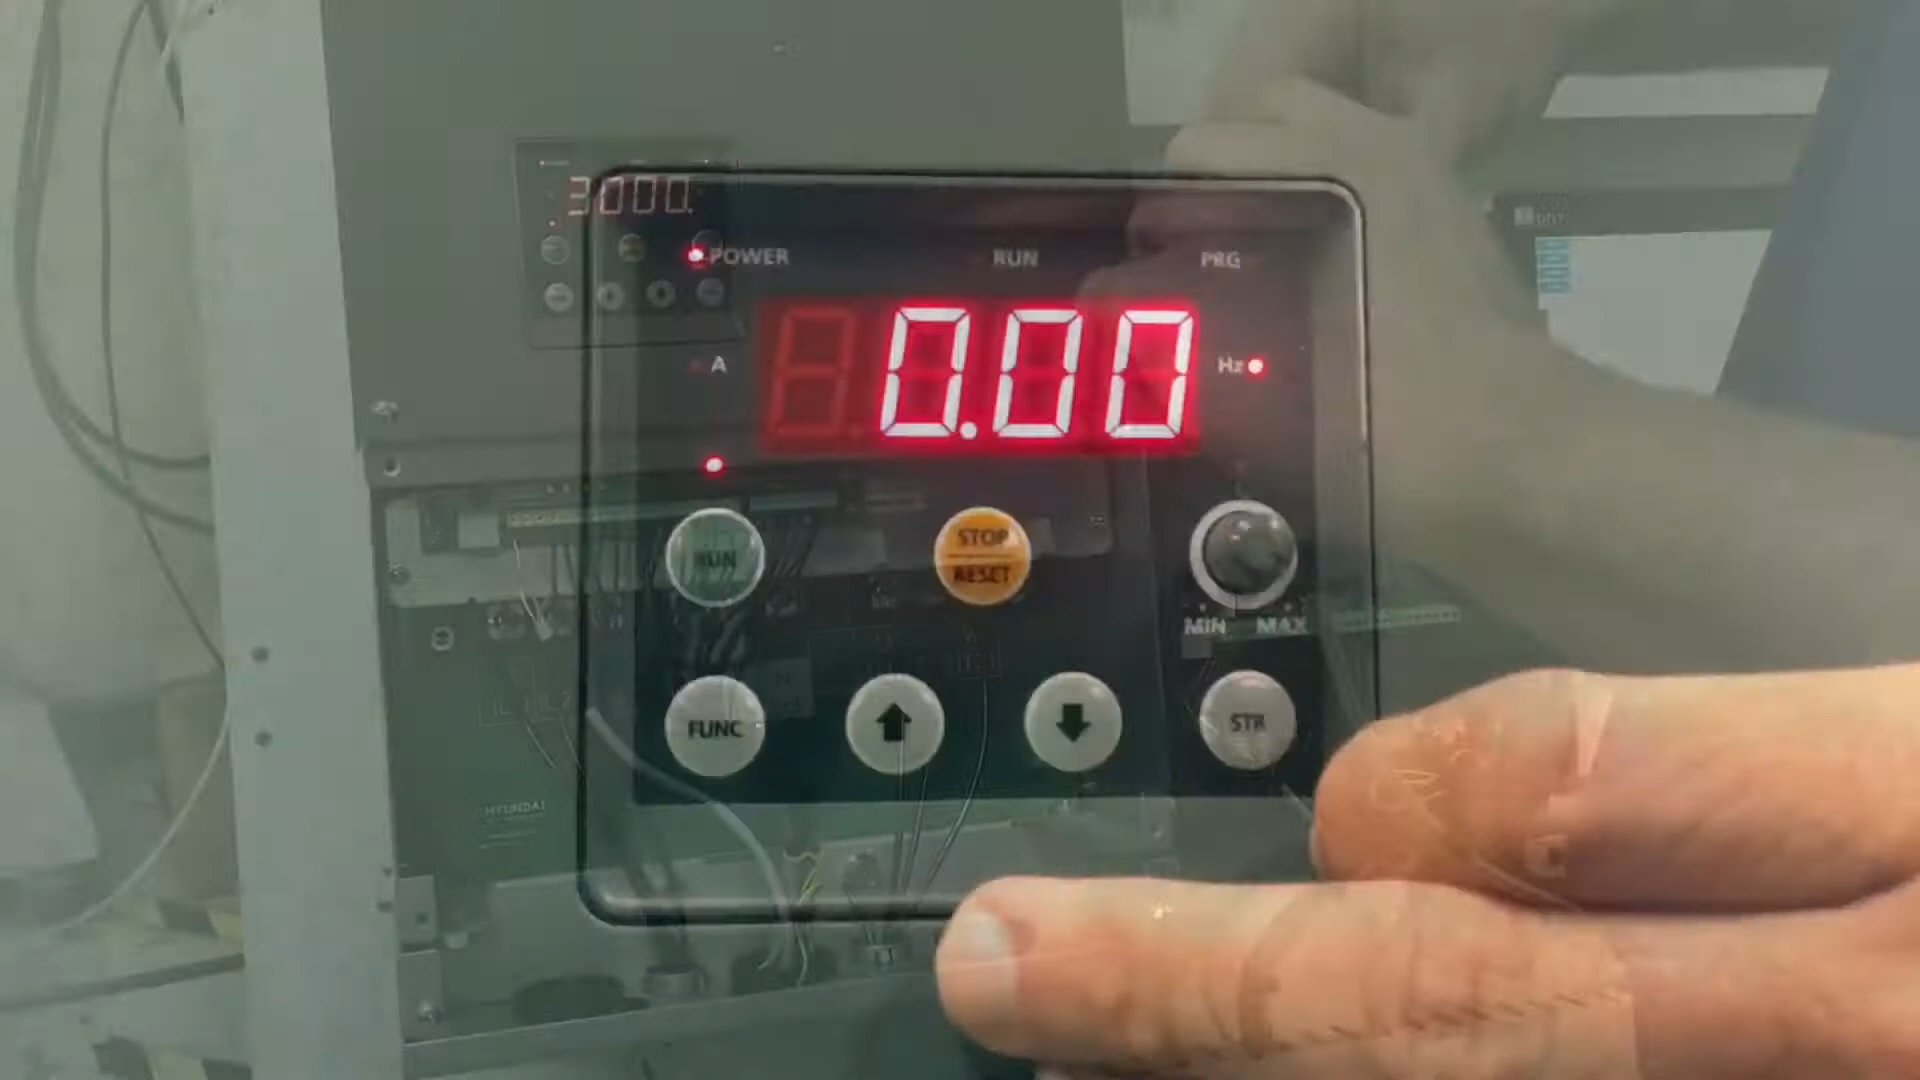 3000.
POWER RUN PRG
A 0.00 Hz
RUN STOP RESET
MIN MAX
FUNC STR
HYUNDAI